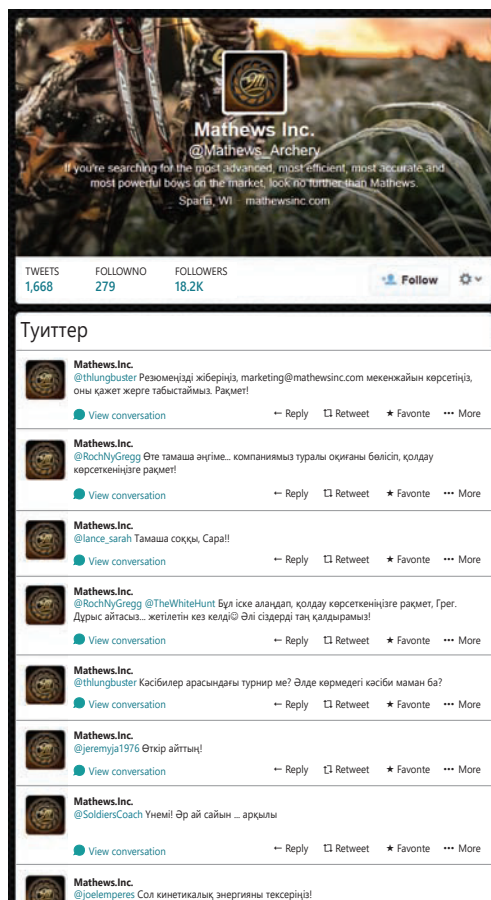 Mathews Inc.
@Mathews_Archery
If you're searching for the most advanced, most efficient, most accurate and
most powerful bows on the market, look no further than Mathews.
Sparta, WI · mathewsinc.com
TWEETS FOLLOWNO FOLLOWERS
1,668 279 18.2K
Follow
Туиттер
Mathews.Inc.
@thlungbuster Резюмеңізді жіберіңіз, marketing@mathewsinc.com мекенжайын көрсетіңіз,
оны қажет жерге табыстаймыз. Рақмет!
View conversation Reply Retweet Favonte More
Mathews.Inc.
@RochNyGregg Өте тамаша әңгіме... компаниямыз туралы оқиғаны бөлісіп, қолдау
көрсеткеніңізге рақмет!
View conversation Reply Retweet Favonte More
Mathews.Inc.
@lance_sarah Тамаша соққы, Сара!!
View conversation Reply Retweet Favonte More
Mathews.Inc.
@RochNyGregg @TheWhiteHunt Бұл іске алаңдап, қолдау көрсеткеніңізге рақмет, Грег.
Дұрыс айтасыз... жетілетін кез келді☺ Әлі сіздерді таң қалдырамыз!
View conversation Reply Retweet Favonte More
Mathews.Inc.
@thlungbuster Кәсібилер арасындағы турнир ме? Әлде көрмедегі кәсіби маман ба?
View conversation Reply Retweet Favonte More
Mathews.Inc.
@jeremyja1976 Өткір айттың!
View conversation Reply Retweet Favonte More
Mathews.Inc.
@SoldiersCoach Үнемі! Әр ай сайын ... арқылы
View conversation Reply Retweet Favonte More
Mathews.Inc.
@joelemperes Сол кинетикалық энергияны тексеріңіз!